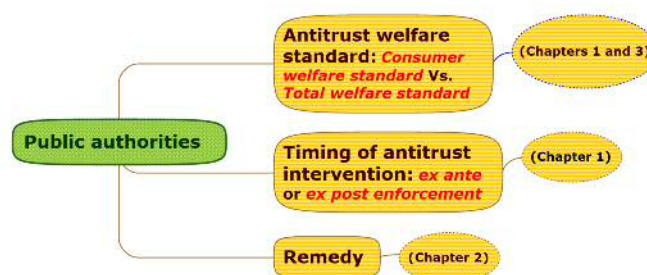 Public authorities
Antitrust welfare
standard: Consumer
welfare standard Vs.
Total welfare standard
(Chapters 1 and 3)
Timing of antitrust
intervention: ex ante
or ex post enforcement
(Chapter 1)
Remedy
(Chapter 2)